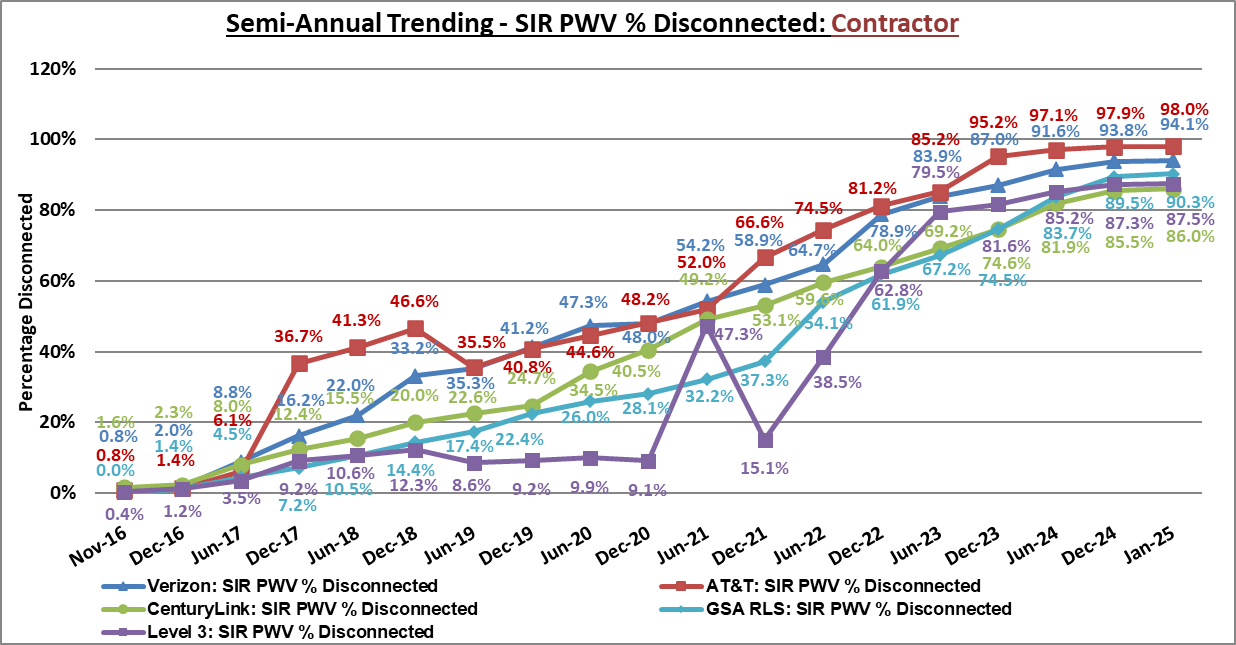 Semi-Annual Trending - SIR PWV % Disconnected: Contractor
Percentage Disconnected
120%
100%
80%
60%
40%
20%
0%
0.8% 2.0% 8.8% 16.2% 22.0% 33.2% 35.3% 41.2% 47.3% 48.0% 54.2% 58.9% 64.7% 78.9% 83.9% 87.0% 91.6% 93.8% 94.1%
0.8% 1.4% 6.1% 36.7% 41.3% 46.6% 35.5% 40.8% 44.6% 48.2% 52.0% 66.6% 74.5% 81.2% 85.2% 95.2% 97.1% 97.9% 98.0%
1.6% 2.3% 8.0% 12.4% 15.5% 20.0% 22.6% 24.7% 34.5% 40.5% 49.2% 53.1% 59.6% 64.0% 69.2% 74.6% 81.9% 85.5% 86.0%
0.0% 1.4% 4.5% 7.2% 10.5% 14.4% 17.4% 22.4% 26.0% 28.1% 32.2% 37.3% 54.1% 61.9% 67.2% 74.5% 83.7% 89.5% 90.3%
0.4% 1.2% 3.5% 9.2% 10.6% 12.3% 8.6% 9.2% 9.9% 9.1% 47.3% 15.1% 38.5% 62.8% 79.5% 81.6% 85.2% 87.3% 87.5%
Nov-16 Dec-16 Jun-17 Dec-17 Jun-18 Dec-18 Jun-19 Dec-19 Jun-20 Dec-20 Jun-21 Dec-21 Jun-22 Dec-22 Jun-23 Dec-23 Jun-24 Dec-24 Jan-25
Verizon: SIR PWV % Disconnected
AT&T: SIR PWV % Disconnected
CenturyLink: SIR PWV % Disconnected
GSA RLS: SIR PWV % Disconnected
Level 3: SIR PWV % Disconnected